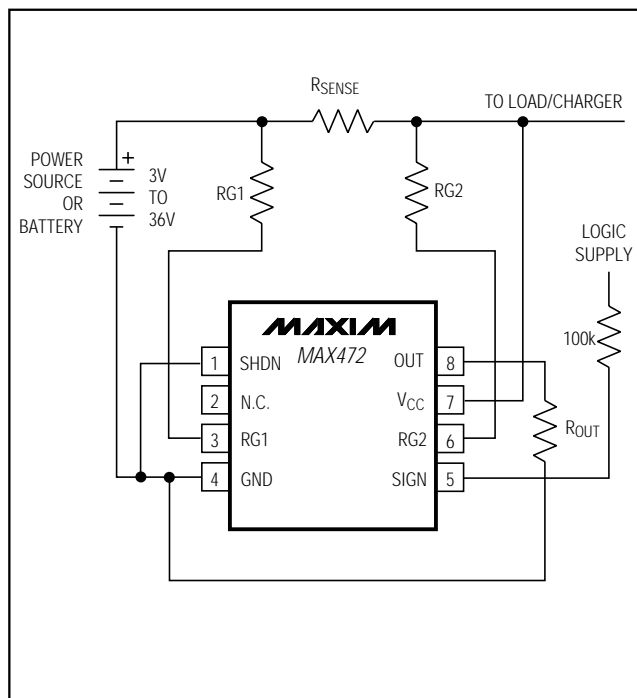 RSENSE
TO LOAD/CHARGER
POWER
SOURCE
OR
BATTERY
+
3V
TO
36V
RG1
RG2
LOGIC
SUPPLY
100k
MAXIM
MAX472
1 SHDN
OUT 8
2 N.C.
VCC 7
3 RG1
RG2 6
4 GND
SIGN 5
ROUT